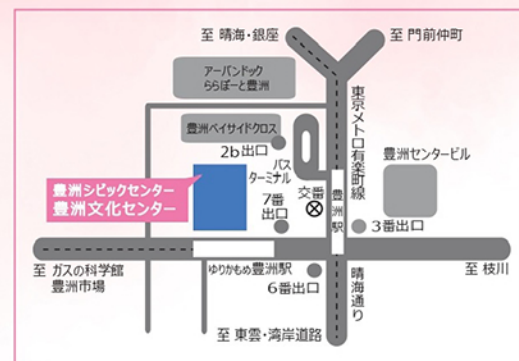 至 晴海・銀座
至 門前仲町
アーバンドック
ららぽーと豊洲
東京メトロ有楽町線
豊洲ベイサイドクロス
2b出口
バス
ターミナル
豊洲センタービル
豊洲シビックセンター
豊洲文化センター
7番
出口
交番
豊洲駅
3番出口
至 ガスの科学館
豊洲市場
ゆりかもめ豊洲駅
6番出口
晴海通り
至 枝川
至 東雲・湾岸道路